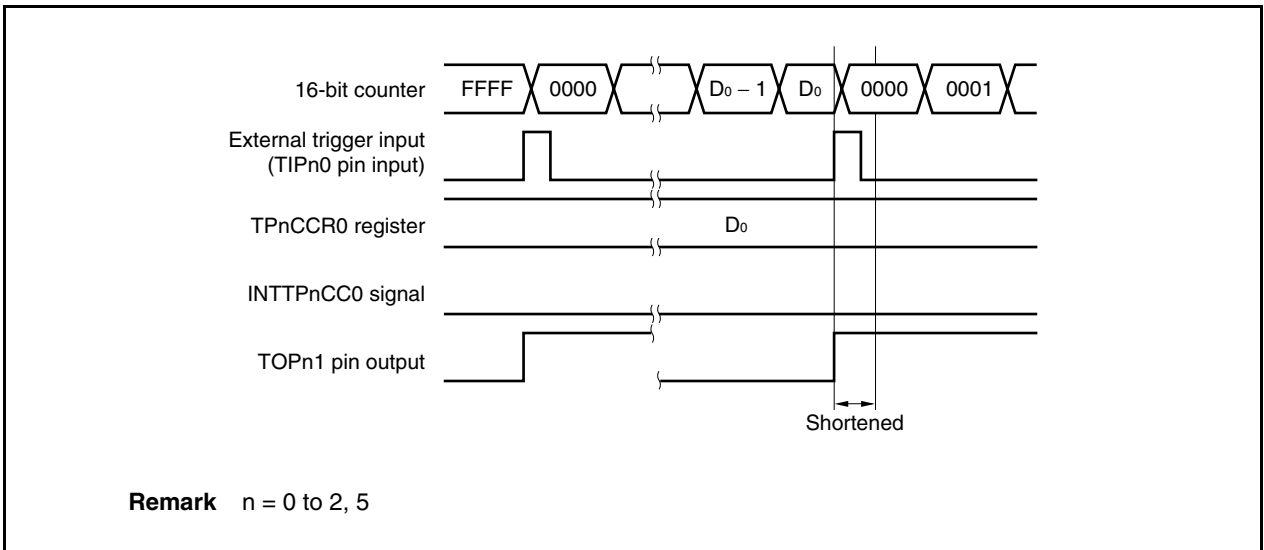 16-bit counter FFFF 0000 D₀ − 1 D₀ 0000 0001
External trigger input
(TIPn0 pin input)
TPnCCR0 register D₀
INTTPnCC0 signal
TOPn1 pin output
Shortened
Remark n = 0 to 2, 5